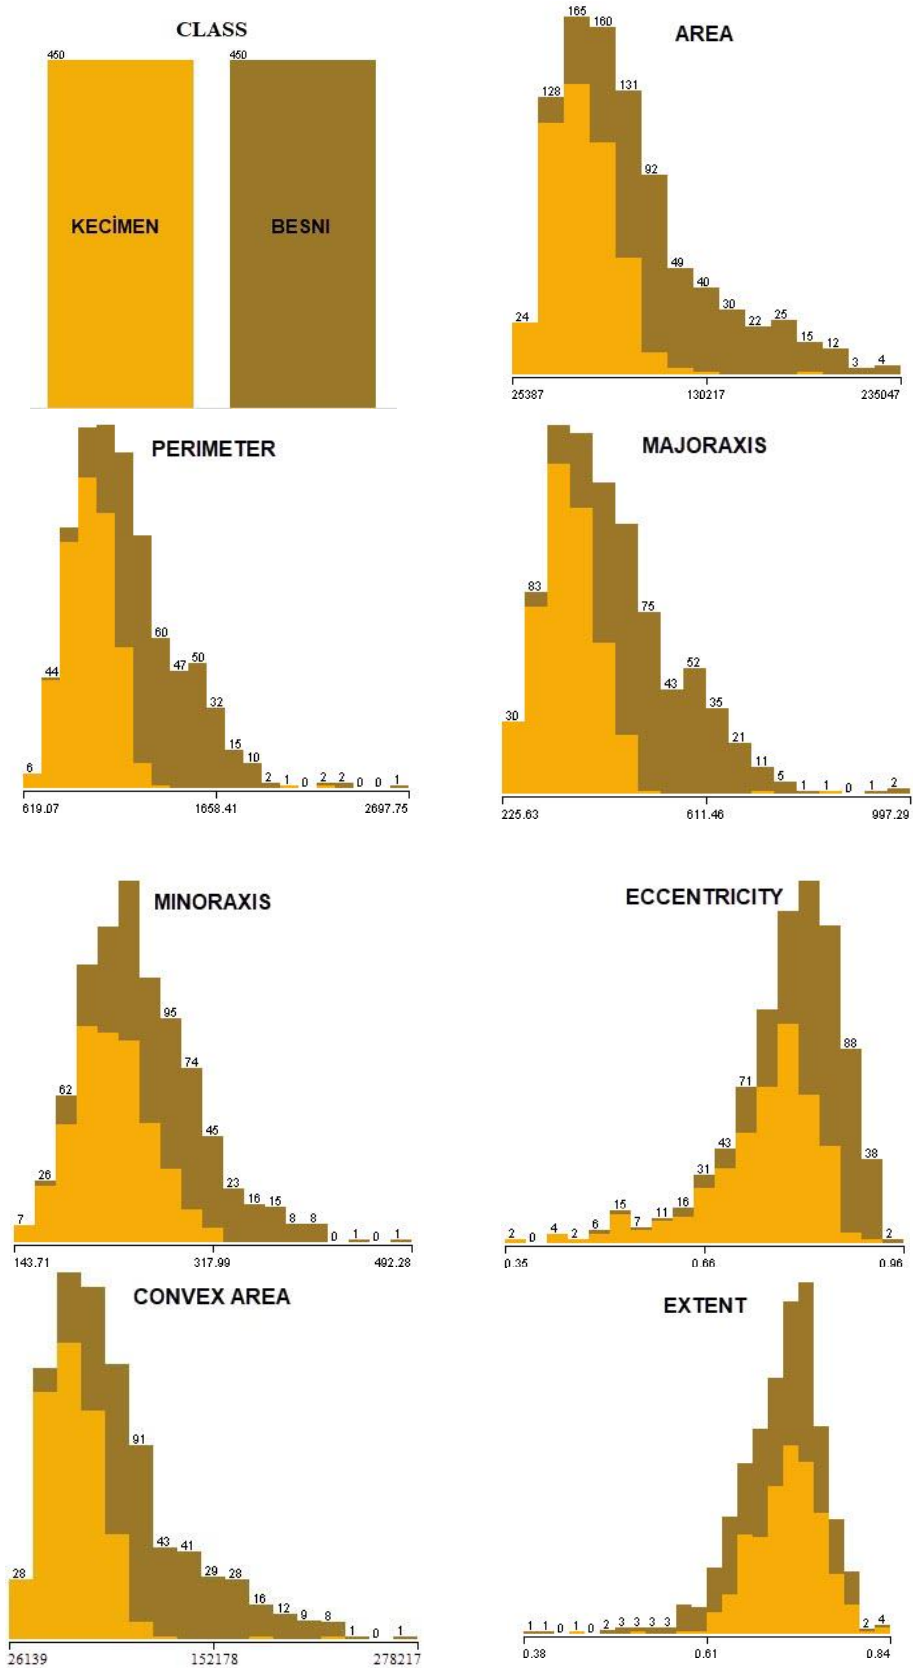 CLASS
450 450
KECİMEN BESNI
AREA
24 128 165 160 131 92 49 40 30 22 25 15 12 3 4
25387 130217 235047
PERIMETER
6 44 60 47 50 32 15 10 2 1 0 2 2 0 0 1
619.07 1658.41 2697.75
MAJORAXIS
30 83 75 43 52 35 21 11 5 1 1 0 1 2
225.63 611.46 997.29
MINORAXIS
7 26 62 95 74 45 23 16 15 8 8 0 1 0 1
143.71 317.99 492.28
ECCENTRICITY
2 0 4 2 6 15 7 11 16 31 43 71 88 38 2
0.35 0.66 0.96
CONVEX AREA
28 91 43 41 29 28 16 12 9 8 1 0 1
26139 152178 278217
EXTENT
1 1 0 1 0 2 3 3 3 3 2 4
0.38 0.61 0.84